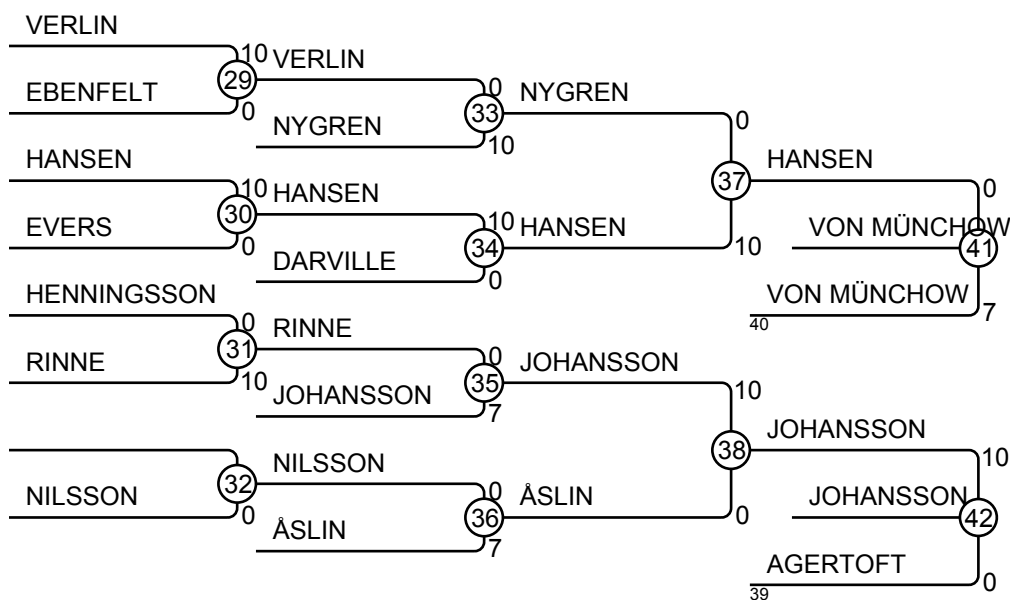 VERLIN
10
VERLIN
29
EBENFELT
0
0
NYGREN
33
NYGREN
10
0
HANSEN
10
HANSEN
37
HANSEN
30
10
0
EVERS
0
HANSEN
VON MÜNCHOW
34
10
41
DARVILLE
0
HENNINGSSON
VON MÜNCHOW
0
RINNE
40
7
31
0
RINNE
JOHANSSON
10
35
10
JOHANSSON
7
JOHANSSON
38
10
NILSSON
32
0
JOHANSSON
NILSSON
0
ÅSLIN
36
0
42
ÅSLIN
7
AGERTOFT
39
0